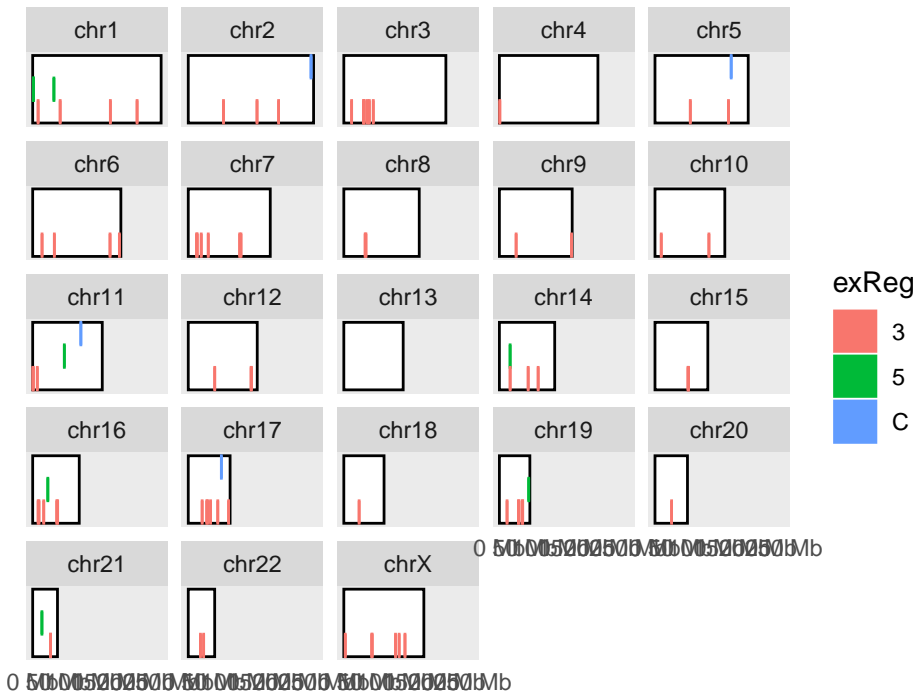 chr1 chr2 chr3 chr4 chr5
chr6 chr7 chr8 chr9 chr10
chr11 chr12 chr13 chr14 chr15
chr16 chr17 chr18 chr19 chr20
chr21 chr22 chrX
exReg
3
5
C